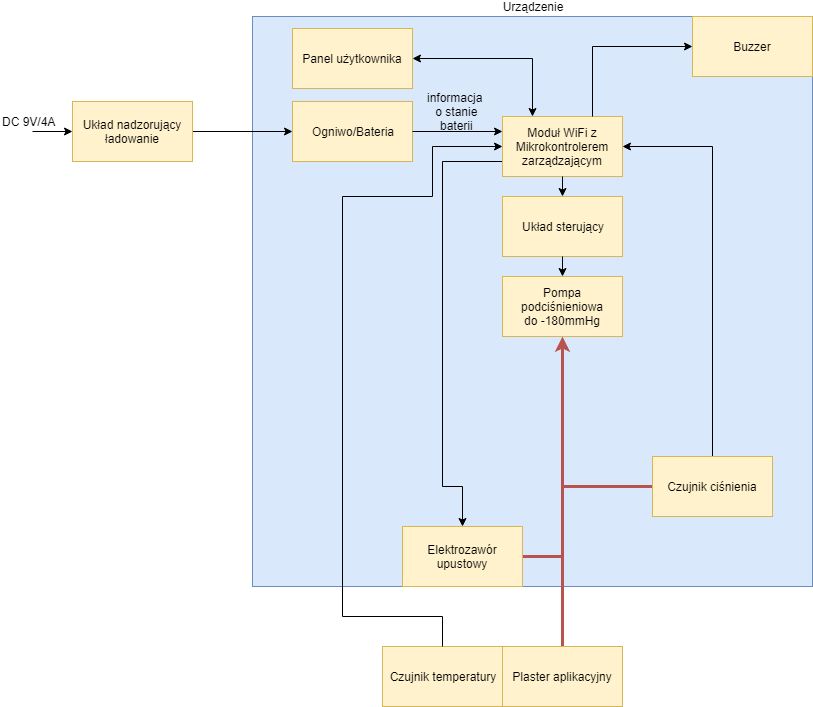 Urządzenie
Panel użytkownika
Buzzer
DC 9V/4A
Układ nadzorujący
ładowanie
Ogniwo/Bateria
informacja
o stanie
baterii
Moduł WiFi z
Mikrokontrolerem
zarządzającym
Układ sterujący
Pompa
podciśnieniowa
do -180mmHg
Czujnik ciśnienia
Elektrozawór
upustowy
Czujnik temperatury
Plaster aplikacyjny